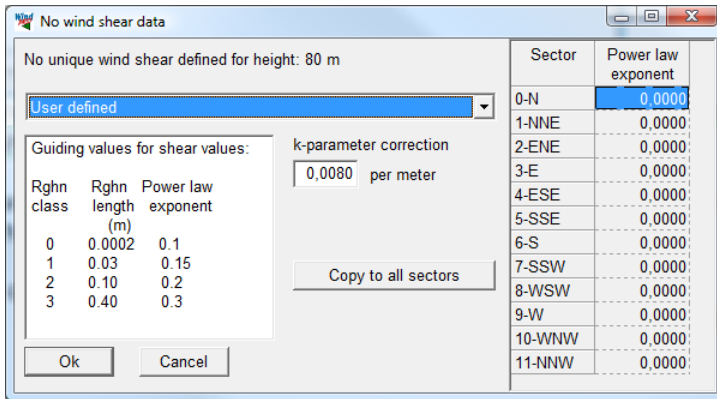 Wind
No wind shear data
No unique wind shear defined for height: 80 m
User defined
Guiding values for shear values:
Rghn Rghn Power law
class length exponent
(m)
0 0.0002 0.1
1 0.03 0.15
2 0.10 0.2
3 0.40 0.3
k-parameter correction
0,0080 per meter
Copy to all sectors
Ok Cancel
Sector Power law
exponent
0-N 0,0000
1-NNE 0,0000
2-ENE 0,0000
3-E 0,0000
4-ESE 0,0000
5-SSE 0,0000
6-S 0,0000
7-SSW 0,0000
8-WSW 0,0000
9-W 0,0000
10-WNW 0,0000
11-NNW 0,0000